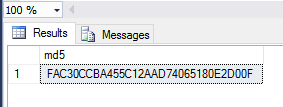 100 %
Results Messages
md5
1 FAC30CCBA455C12AAD74065180E2D00F